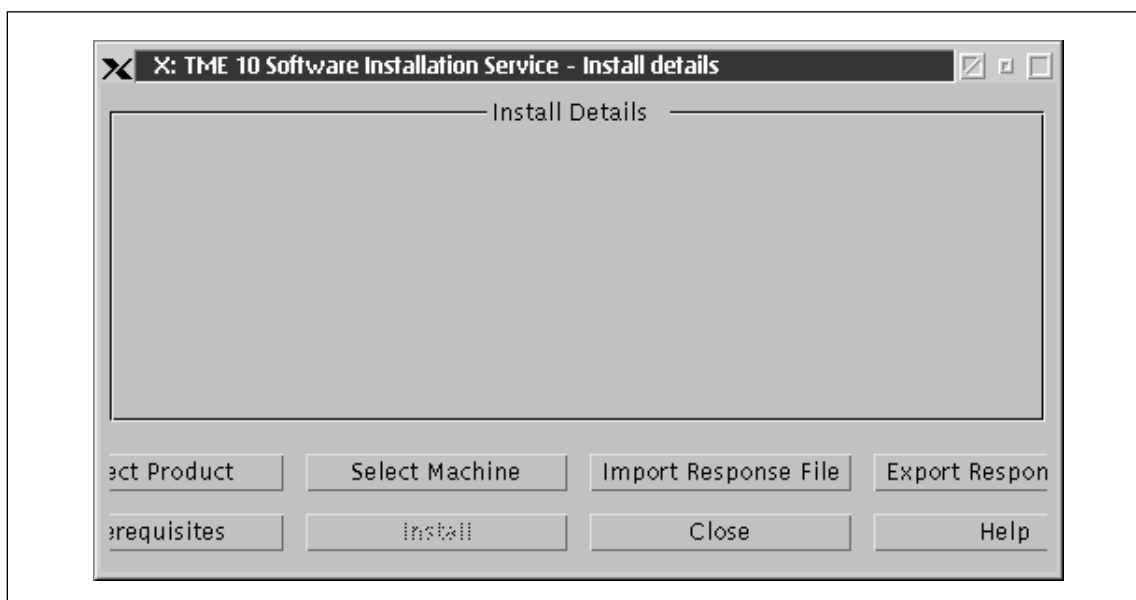 X: TME 10 Software Installation Service - Install details
Install Details
ect Product
Select Machine
Import Response File
Export Respon
erequisites
Install
Close
Help